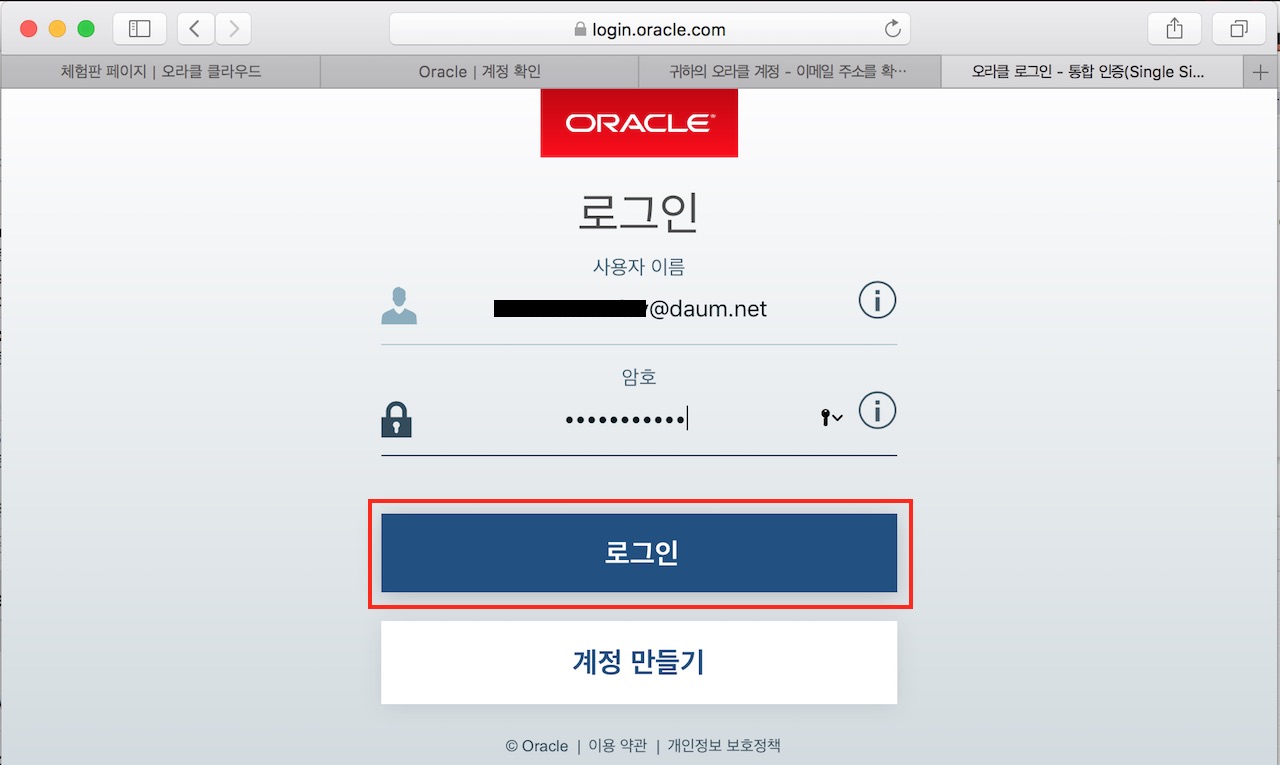 login.oracle.com
체험판 페이지 | 오라클 클라우드
Oracle | 계정 확인
귀하의 오라클 계정 - 이메일 주소를 확…
오라클 로그인 - 통합 인증(Single Si...
ORACLE
로그인
사용자 이름
@daum.net
암호
로그인
계정 만들기
© Oracle | 이용 약관 | 개인정보 보호정책